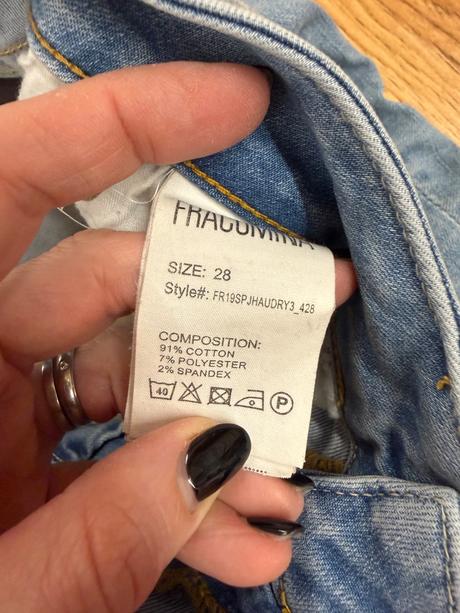 FRACOMINA
SIZE: 28
Style#: FR19SPJHAUDRY3_428
COMPOSITION:
91% COTTON
7% POLYESTER
2% SPANDEX
40 P